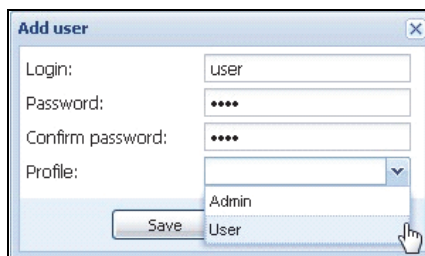 Add user
Login: user
Password: ••••
Confirm password: ••••
Profile:
Admin
Save
User